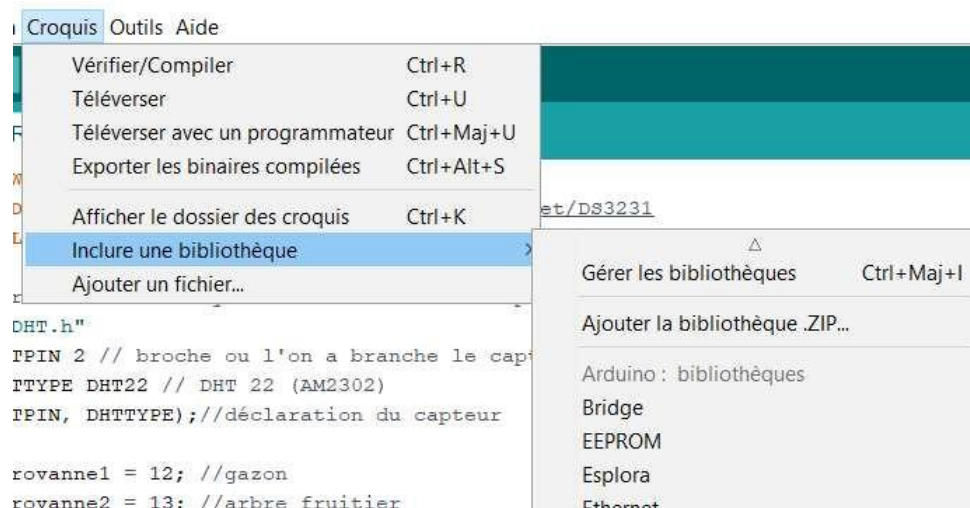 Croquis Outils Aide
Vérifier/Compiler Ctrl+R
Téléverser Ctrl+U
Téléverser avec un programmateur Ctrl+Maj+U
Exporter les binaires compilées Ctrl+Alt+S
Afficher le dossier des croquis Ctrl+K
et/DS3231
Inclure une bibliothèque
Ajouter un fichier...
Gérer les bibliothèques Ctrl+Maj+I
Ajouter la bibliothèque .ZIP...
Arduino : bibliothèques
Bridge
EEPROM
Esplora
Ethernet
DHT.h"
TPIN 2 // broche ou l'on a branche le capt
TTYPE DHT22 // DHT 22 (AM2302)
TPIN, DHTTYPE);//déclaration du capteur
rovanne1 = 12; //gazon
rovanne2 = 13; //arbre fruitier